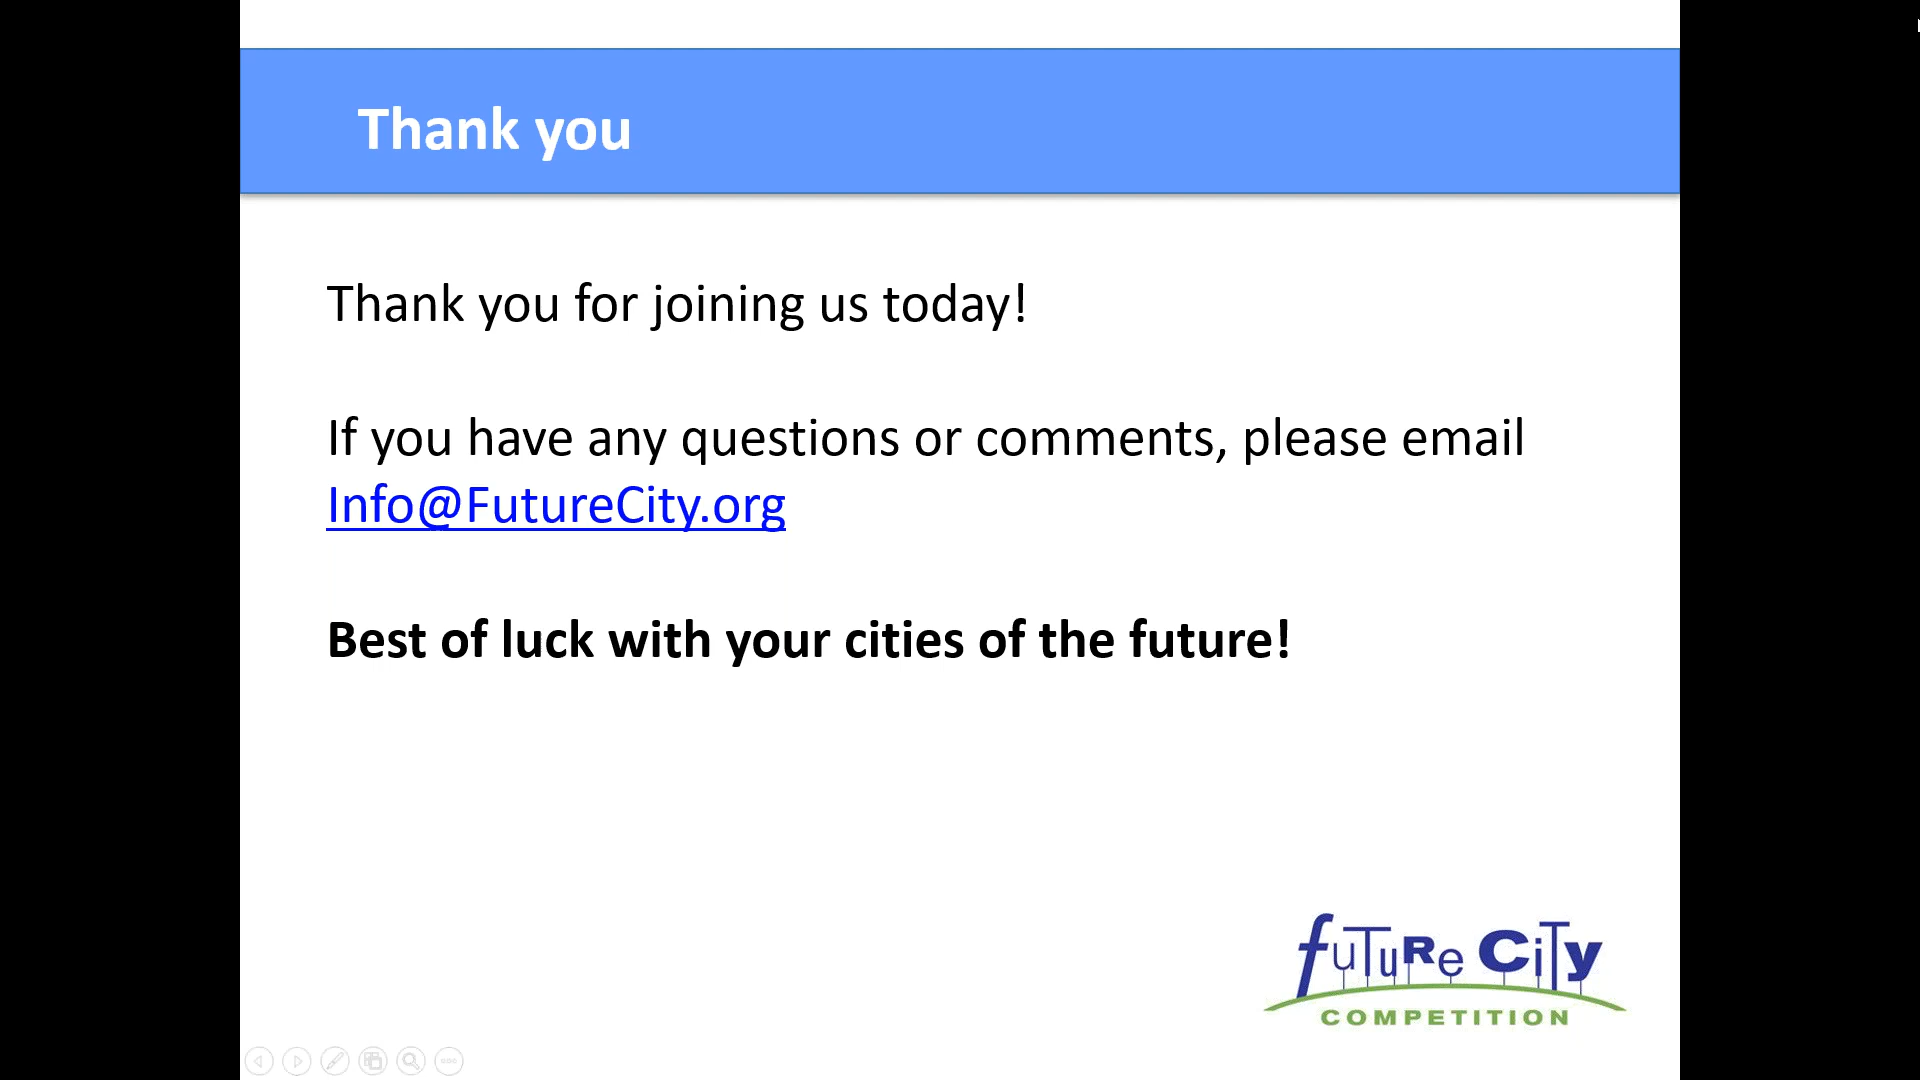 Thank you
Thank you for joining us today!
If you have any questions or comments, please email
Info@FutureCity.org
Best of luck with your cities of the future!
fuTuRe CiTy
COMPETITION